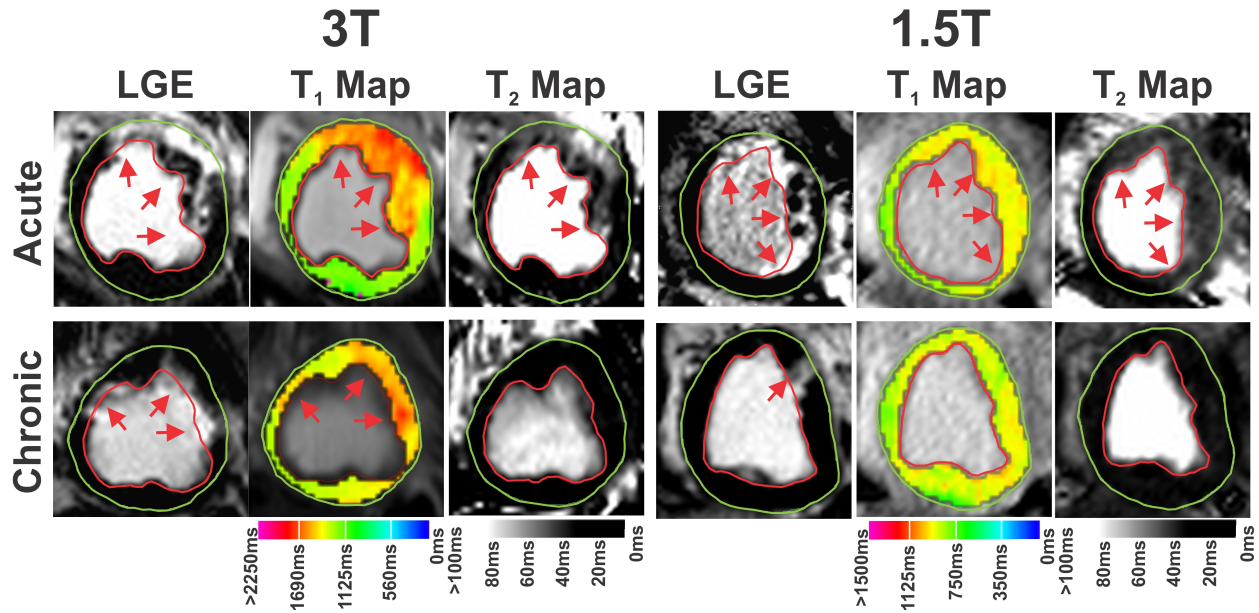 3T 1.5T
LGE T₁ Map T₂ Map LGE T₁ Map T₂ Map
Acute
Chronic
>2250ms 1690ms 1125ms 560ms 0ms
>100ms 80ms 60ms 40ms 20ms 0ms
>1500ms 1125ms 750ms 350ms 0ms
>100ms 80ms 60ms 40ms 20ms 0ms